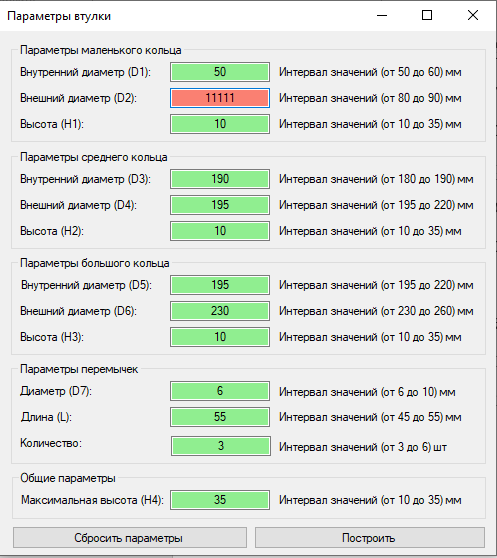 Параметры втулки
Параметры маленького кольца
Внутренний диаметр (D1): 50 Интервал значений (от 50 до 60) мм
Внешний диаметр (D2): 11111 Интервал значений (от 80 до 90) мм
Высота (H1): 10 Интервал значений (от 10 до 35) мм
Параметры среднего кольца
Внутренний диаметр (D3): 190 Интервал значений (от 180 до 190) мм
Внешний диаметр (D4): 195 Интервал значений (от 195 до 220) мм
Высота (H2): 10 Интервал значений (от 10 до 35) мм
Параметры большого кольца
Внутренний диаметр (D5): 195 Интервал значений (от 195 до 220) мм
Внешний диаметр (D6): 230 Интервал значений (от 230 до 260) мм
Высота (H3): 10 Интервал значений (от 10 до 35) мм
Параметры перемычек
Диаметр (D7): 6 Интервал значений (от 6 до 10) мм
Длина (L): 55 Интервал значений (от 45 до 55) мм
Количество: 3 Интервал значений (от 3 до 6) шт
Общие параметры
Максимальная высота (H4): 35 Интервал значений (от 10 до 35) мм
Сбросить параметры Построить